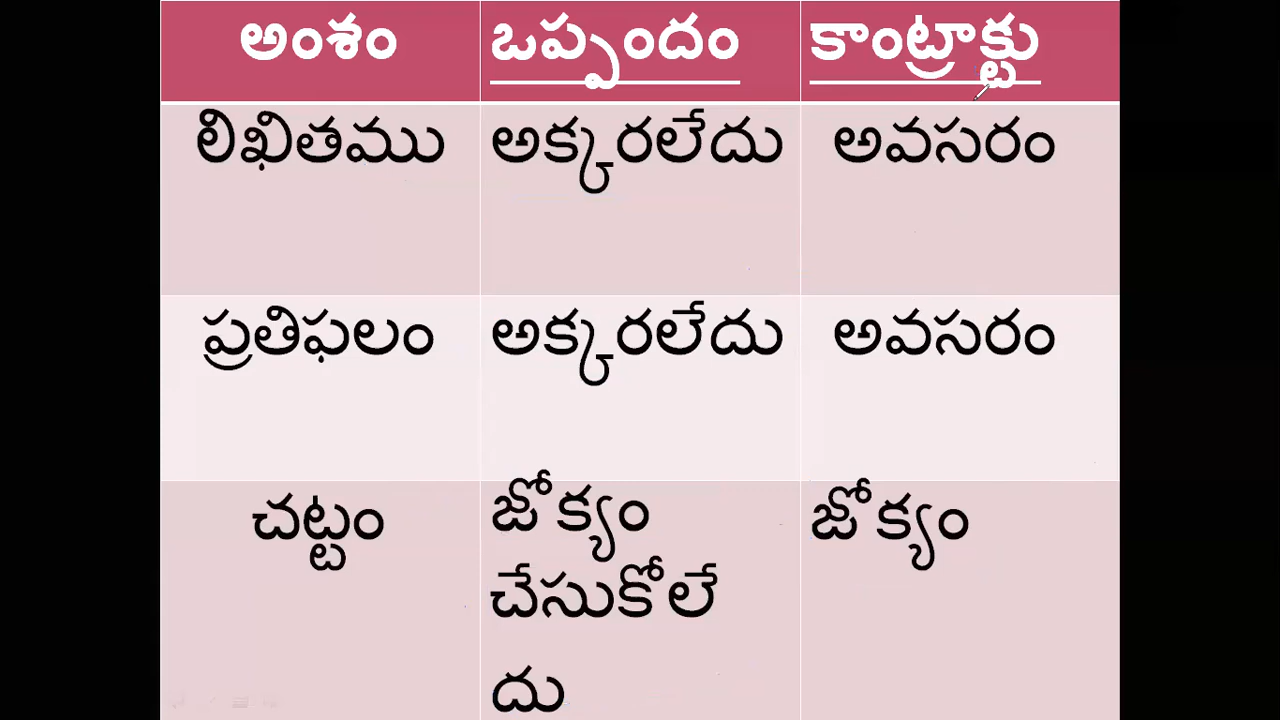 అంశం ఒప్పందం కాంట్రాక్టు
లిఖితము అక్కరలేదు అవసరం
ప్రతిఫలం అక్కరలేదు అవసరం
చట్టం జోక్యం జోక్యం
చేసుకోలే
దు